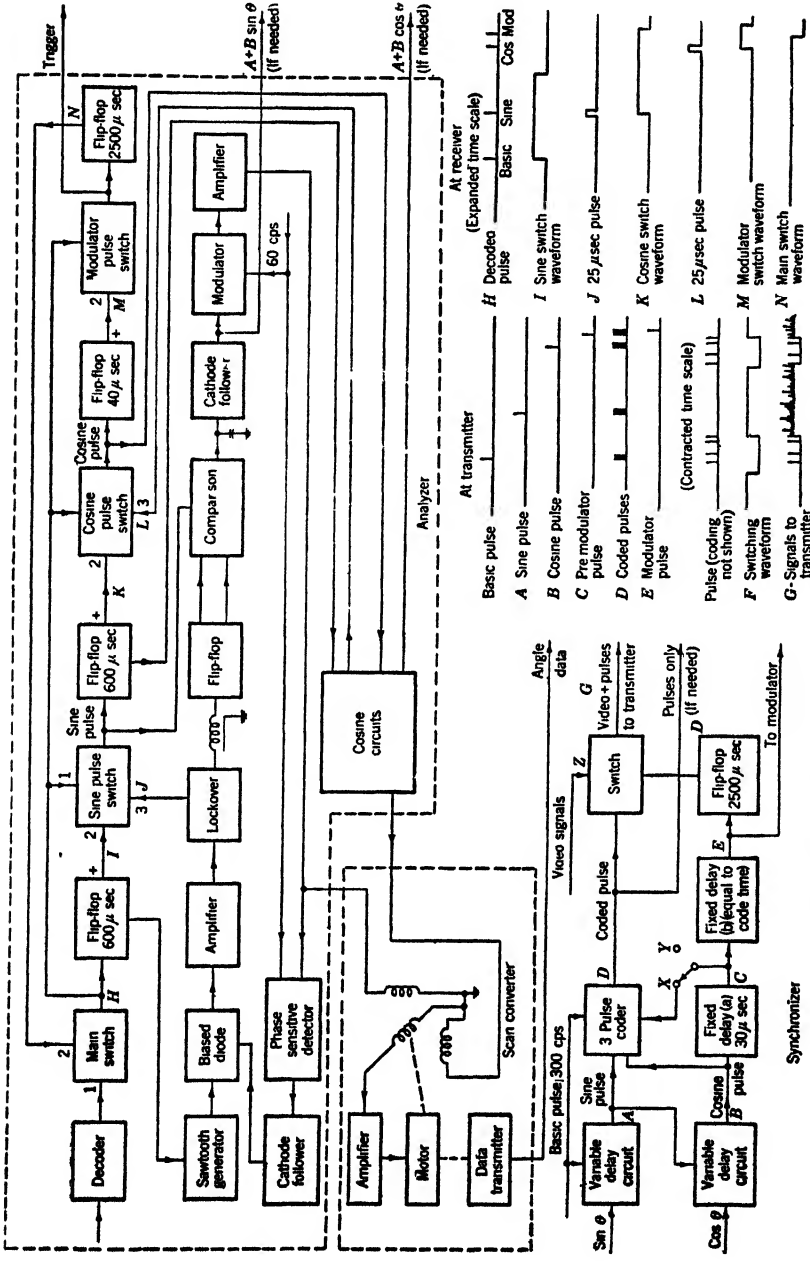 Decoder
1
2
Main switch
H
Flip-flop
600 μ sec
+
I
2
1
Sine pulse
switch
3
J
Sine pulse
Flip-flop
600 μ sec
+
K
2
Cosine
pulse
switch
L
3
Cosine
pulse
Flip-flop
40 μ sec
+
M
2
Modulator
pulse
switch
Flip-flop
2500 μ sec
N
Trigger
Sawtooth
generator
Biased
diode
Amplifier
Lockover
Flip-flop
Comparison
Cathode
follower
Modulator
Amplifier
60 cps
A+B sin θ
(If needed)
Cathode
follower
Phase
sensitive
detector
Cosine
circuits
A+B cos θ
(If needed)
Analyzer
Amplifier
Motor
Data
transmitter
Scan converter
Angle
data
Basic pulse, 300 cps
Sin θ
Variable
delay
circuit
Sine
pulse
A
3 Pulse
coder
D
Coded pulse
Video signals
Z
Switch
G
Video + pulses
to transmitter
Pulses only
D (If needed)
Cos θ
Variable
delay
circuit
Cosine
pulse
B
Fixed
delay (a)
30 μ sec
C
X
Y
Fixed delay
(b)(equal to
code time)
E
Flip-flop
2500 μ sec
To modulator
Synchronizer
At transmitter
Basic pulse
A Sine pulse
B Cosine pulse
C Pre modulator
pulse
D Coded pulses
E Modulator
pulse
(Contracted time scale)
Pulse (coding
not shown)
F Switching
waveform
G- Signals to
transmitter
At receiver
(Expanded time scale)
Basic Sine Cos Mod
H Decoded
pulse
I Sine switch
waveform
J 25 μsec pulse
K Cosine switch
waveform
L 25 μsec pulse
M Modulator
switch waveform
N Main switch
waveform